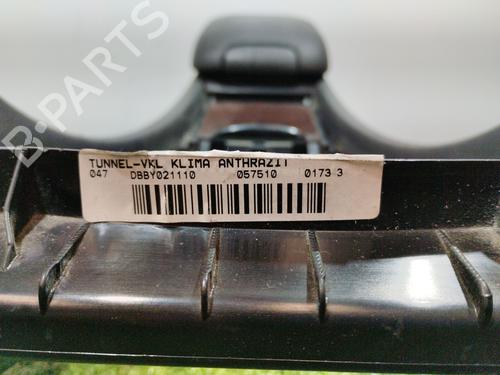 TUNNEL-VKL KLIMA ANTHRAZIT
047 DBBY021110 057510 0173 3
B-PARTS